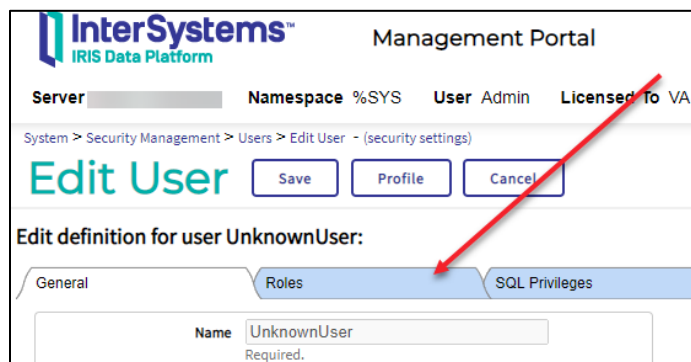 InterSystems™
IRIS Data Platform
Management Portal
Server Namespace %SYS User Admin Licensed To VA
System > Security Management > Users > Edit User - (security settings)
Edit User Save Profile Cancel
Edit definition for user UnknownUser:
General Roles SQL Privileges
Name UnknownUser
Required.